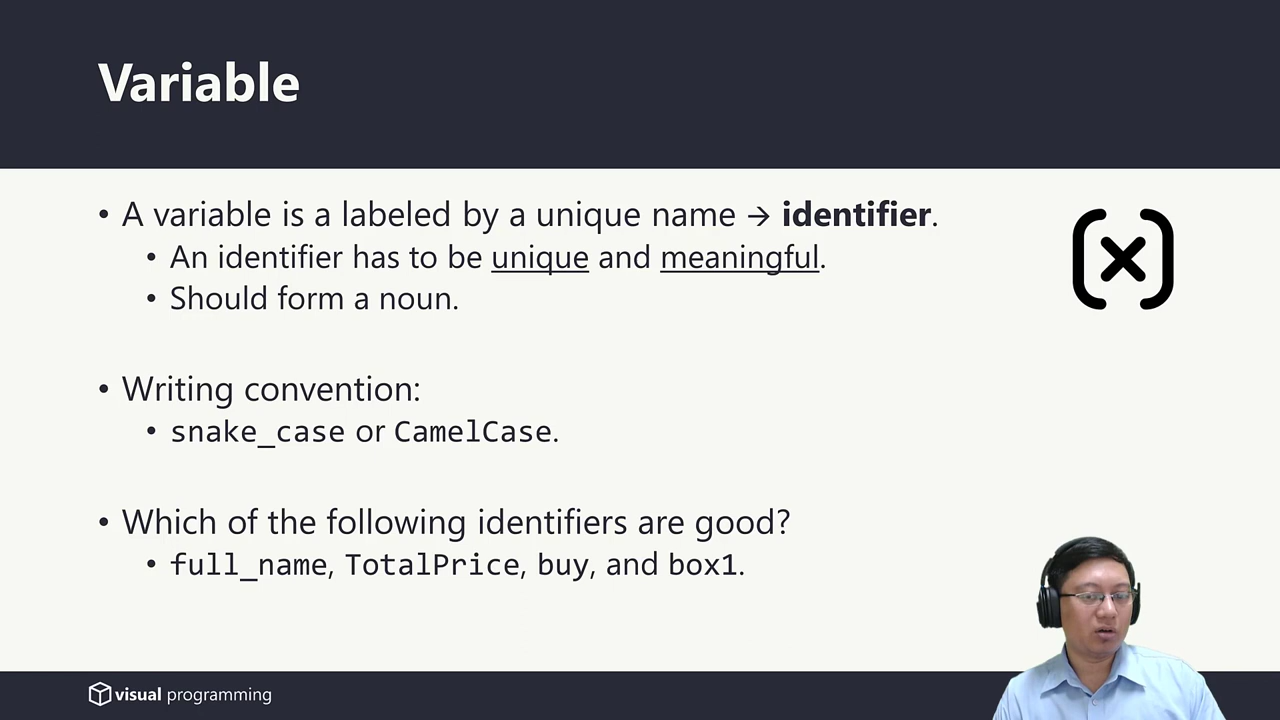 Variable
• A variable is a labeled by a unique name → identifier.
• An identifier has to be unique and meaningful.
• Should form a noun.
• Writing convention:
• snake_case or CamelCase.
• Which of the following identifiers are good?
• full_name, TotalPrice, buy, and box1.
visual programming